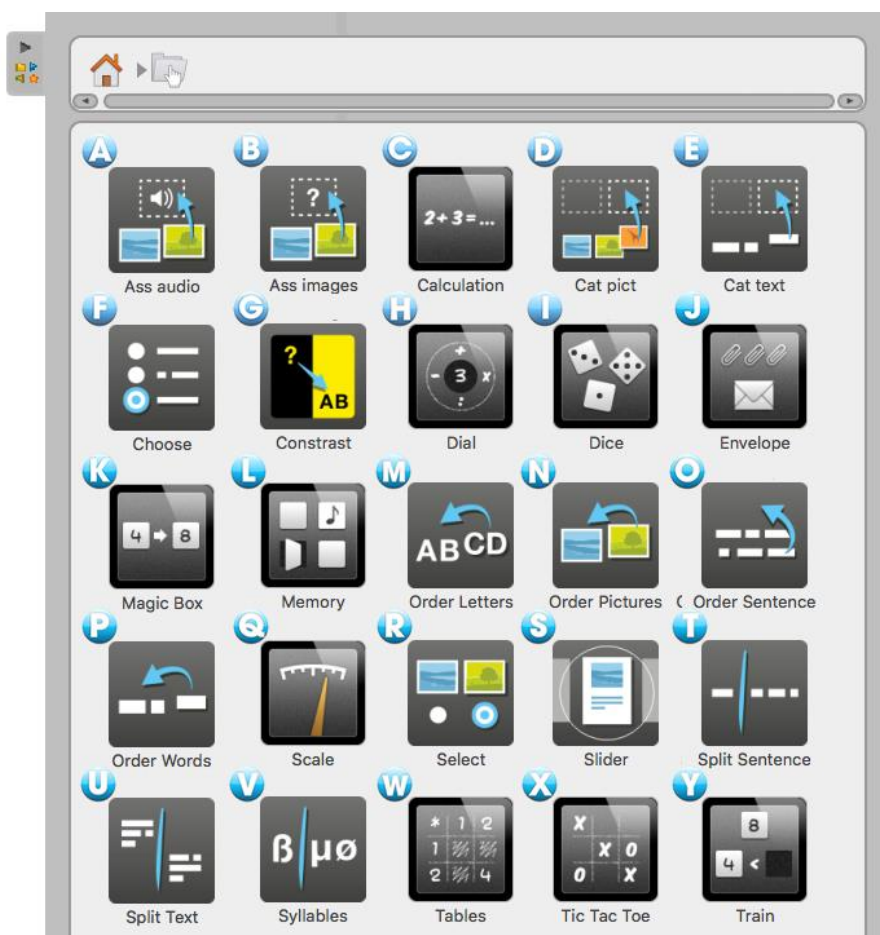 A B C D E
? 2+3=...
Ass audio Ass images Calculation Cat pict Cat text
F G H I J
? AB + - 3 x :
Choose Constrast Dial Dice Envelope
K L M N O
4 8 ABCD
Magic Box Memory Order Letters Order Pictures ( Order Sentence
P Q R S T
Order Words Scale Select Slider Split Sentence
U V W X Y
* 1 2 X 8
ß μø 1 X O 4 <
2 4 O X
Split Text Syllables Tables Tic Tac Toe Train